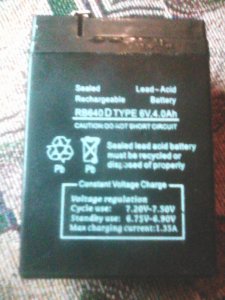 Sealed Lead-Acid
Rechargeable Battery
RB640 D TYPE 6V,4.0Ah
CAUTION:DO NOT SHORT CIRCUIT
Sealed lead acid battery
must be recycled or
disposed of properly
Pb Pb
Constant Voltage Charge
Voltage regulation
Cycle use: 7.20V-7.50V
Standby use: 6.75V-6.90V
Max charging current:1.35A